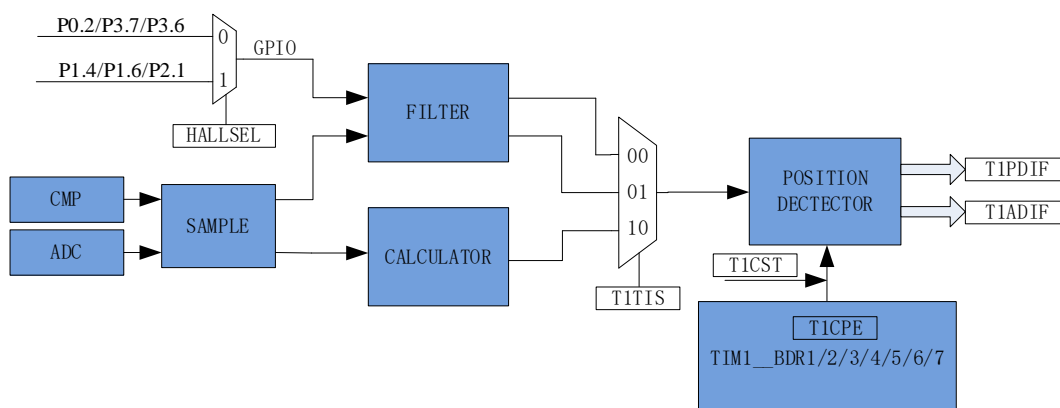 P0.2/P3.7/P3.6
0
GPIO
P1.4/P1.6/P2.1
1
HALLSEL
FILTER
00
01
10
T1TIS
CMP
ADC
SAMPLE
CALCULATOR
POSITION
DECTECTOR
T1PDIF
T1ADIF
T1CST
T1CPE
TIM1__BDR1/2/3/4/5/6/7